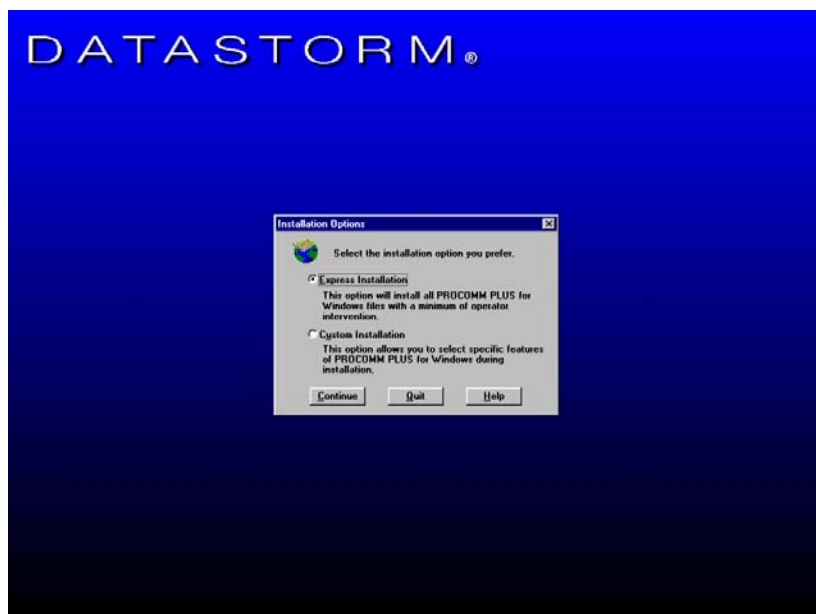 DATASTORM®
Installation Options
Select the installation option you prefer.
Express Installation
This option will install all PROCOMM PLUS for
Windows files with a minimum of operator
intervention.
Custom Installation
This option allows you to select specific features
of PROCOMM PLUS for Windows during
installation.
Continue Quit Help